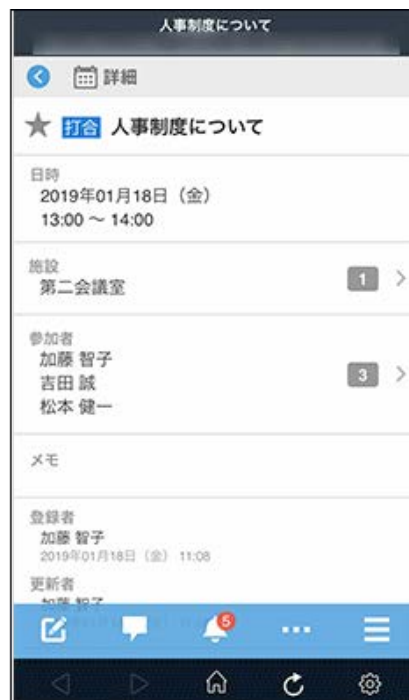 人事制度について
詳細
打合 人事制度について
日時
2019年01月18日（金）
13:00 ～ 14:00
施設
第二会議室
1
参加者
加藤 智子
吉田 誠
松本 健一
3
メモ
登録者
加藤 智子
2019年01月18日（金） 11:08
更新者
加藤 智子
5